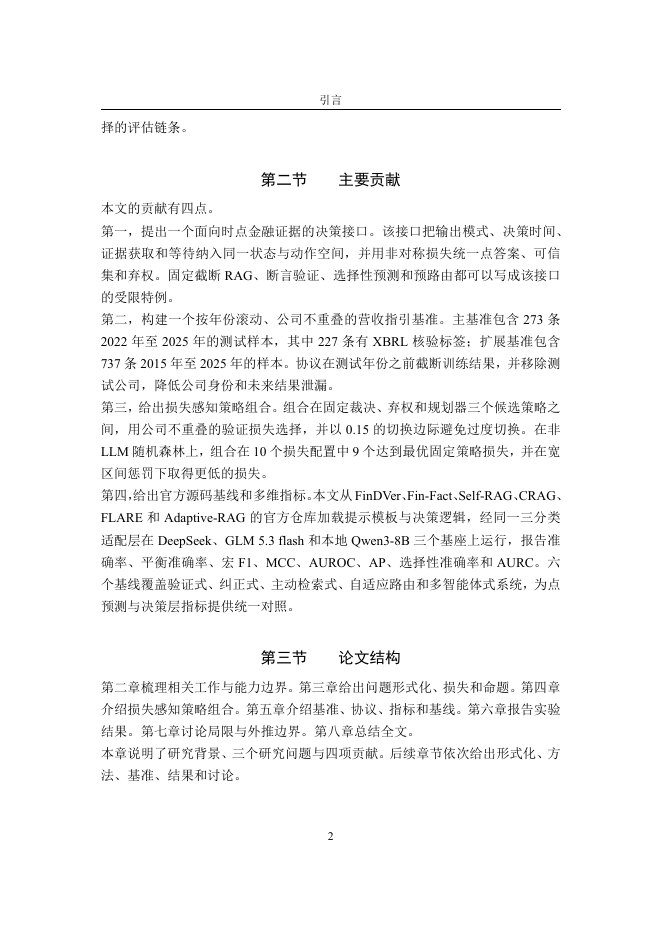 引言
择的评估链条。
第二节 主要贡献
本文的贡献有四点。
第一，提出一个面向时点金融证据的决策接口。该接口把输出模式、决策时间、
证据获取和等待纳入同一状态与动作空间，并用非对称损失统一点答案、可信
集和弃权。固定截断 RAG、断言验证、选择性预测和预路由都可以写成该接口
的受限特例。
第二，构建一个按年份滚动、公司不重叠的营收指引基准。主基准包含 273 条
2022 年至 2025 年的测试样本，其中 227 条有 XBRL 核验标签；扩展基准包含
737 条 2015 年至 2025 年的样本。协议在测试年份之前截断训练结果，并移除测
试公司，降低公司身份和未来结果泄漏。
第三，给出损失感知策略组合。组合在固定裁决、弃权和规划器三个候选策略之
间，用公司不重叠的验证损失选择，并以 0.15 的切换边际避免过度切换。在非
LLM 随机森林上，组合在 10 个损失配置中 9 个达到最优固定策略损失，并在宽
区间惩罚下取得更低的损失。
第四，给出官方源码基线和多维指标。本文从 FinDVer、Fin-Fact、Self-RAG、CRAG、
FLARE 和 Adaptive-RAG 的官方仓库加载提示模板与决策逻辑，经同一三分类
适配层在 DeepSeek、GLM 5.3 flash 和本地 Qwen3-8B 三个基座上运行，报告准
确率、平衡准确率、宏 F1、MCC、AUROC、AP、选择性准确率和 AURC。六
个基线覆盖验证式、纠正式、主动检索式、自适应路由和多智能体式系统，为点
预测与决策层指标提供统一对照。
第三节 论文结构
第二章梳理相关工作与能力边界。第三章给出问题形式化、损失和命题。第四章
介绍损失感知策略组合。第五章介绍基准、协议、指标和基线。第六章报告实验
结果。第七章讨论局限与外推边界。第八章总结全文。
本章说明了研究背景、三个研究问题与四项贡献。后续章节依次给出形式化、方
法、基准、结果和讨论。
2